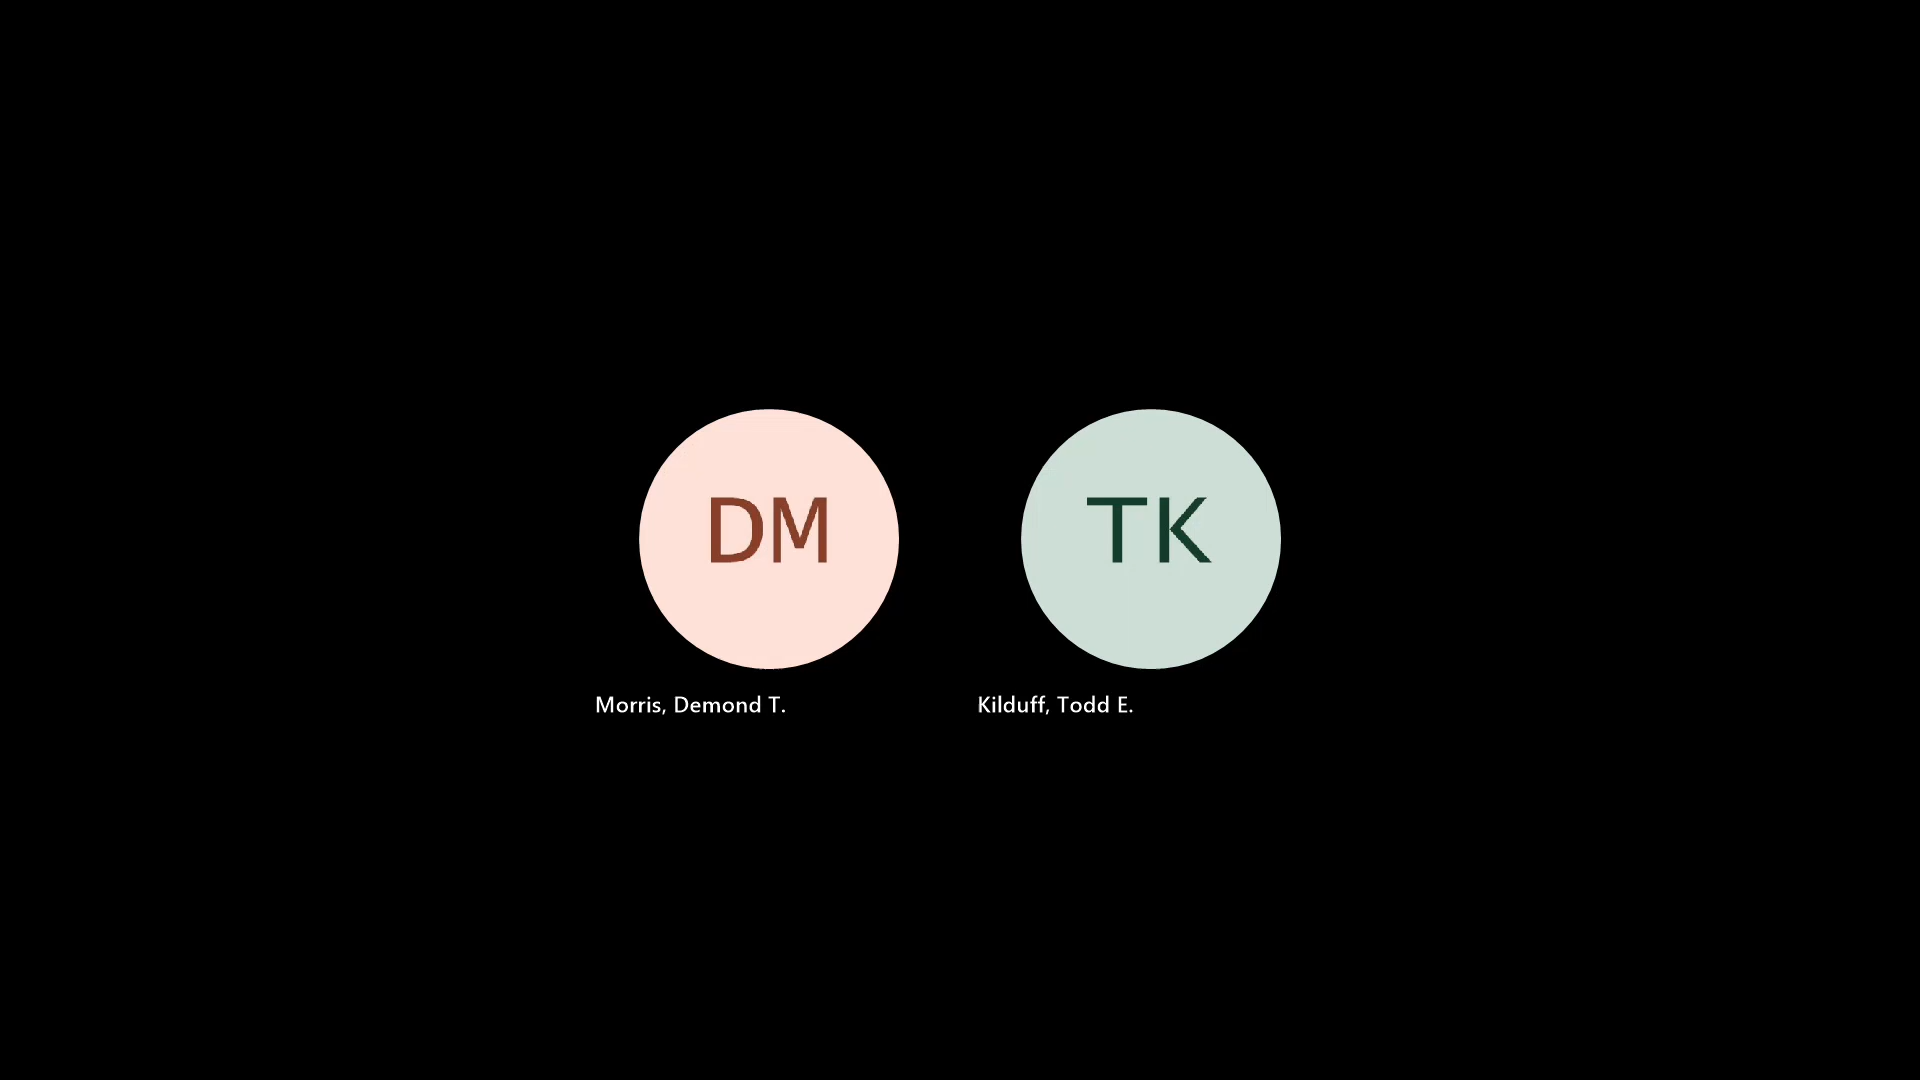 DM
TK
Morris, Demond T.
Kilduff, Todd E.